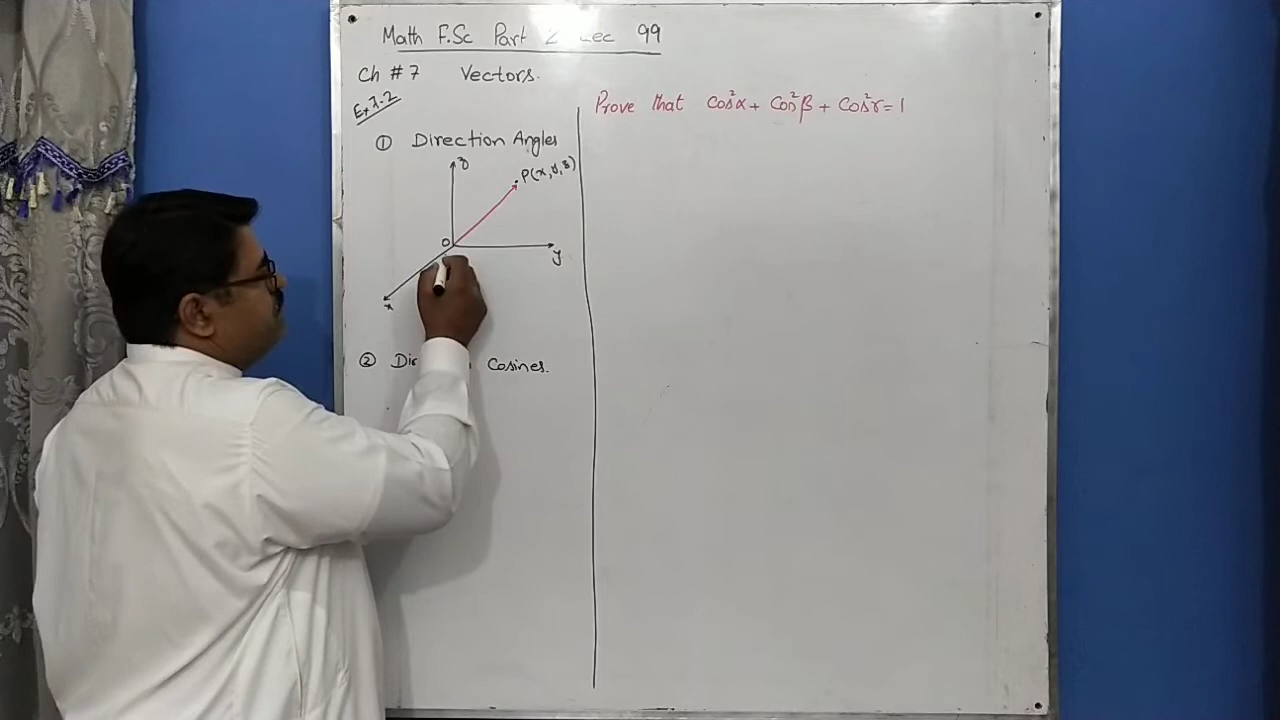 Math F.Sc Part 2 Lec 99
Ch # 7 Vectors.
Ex 7.2
① Direction Angles
z
P(x, y, z)
O
y
x
② Cosines.
Prove that Cos²α + Cos²β + Cos²γ = 1